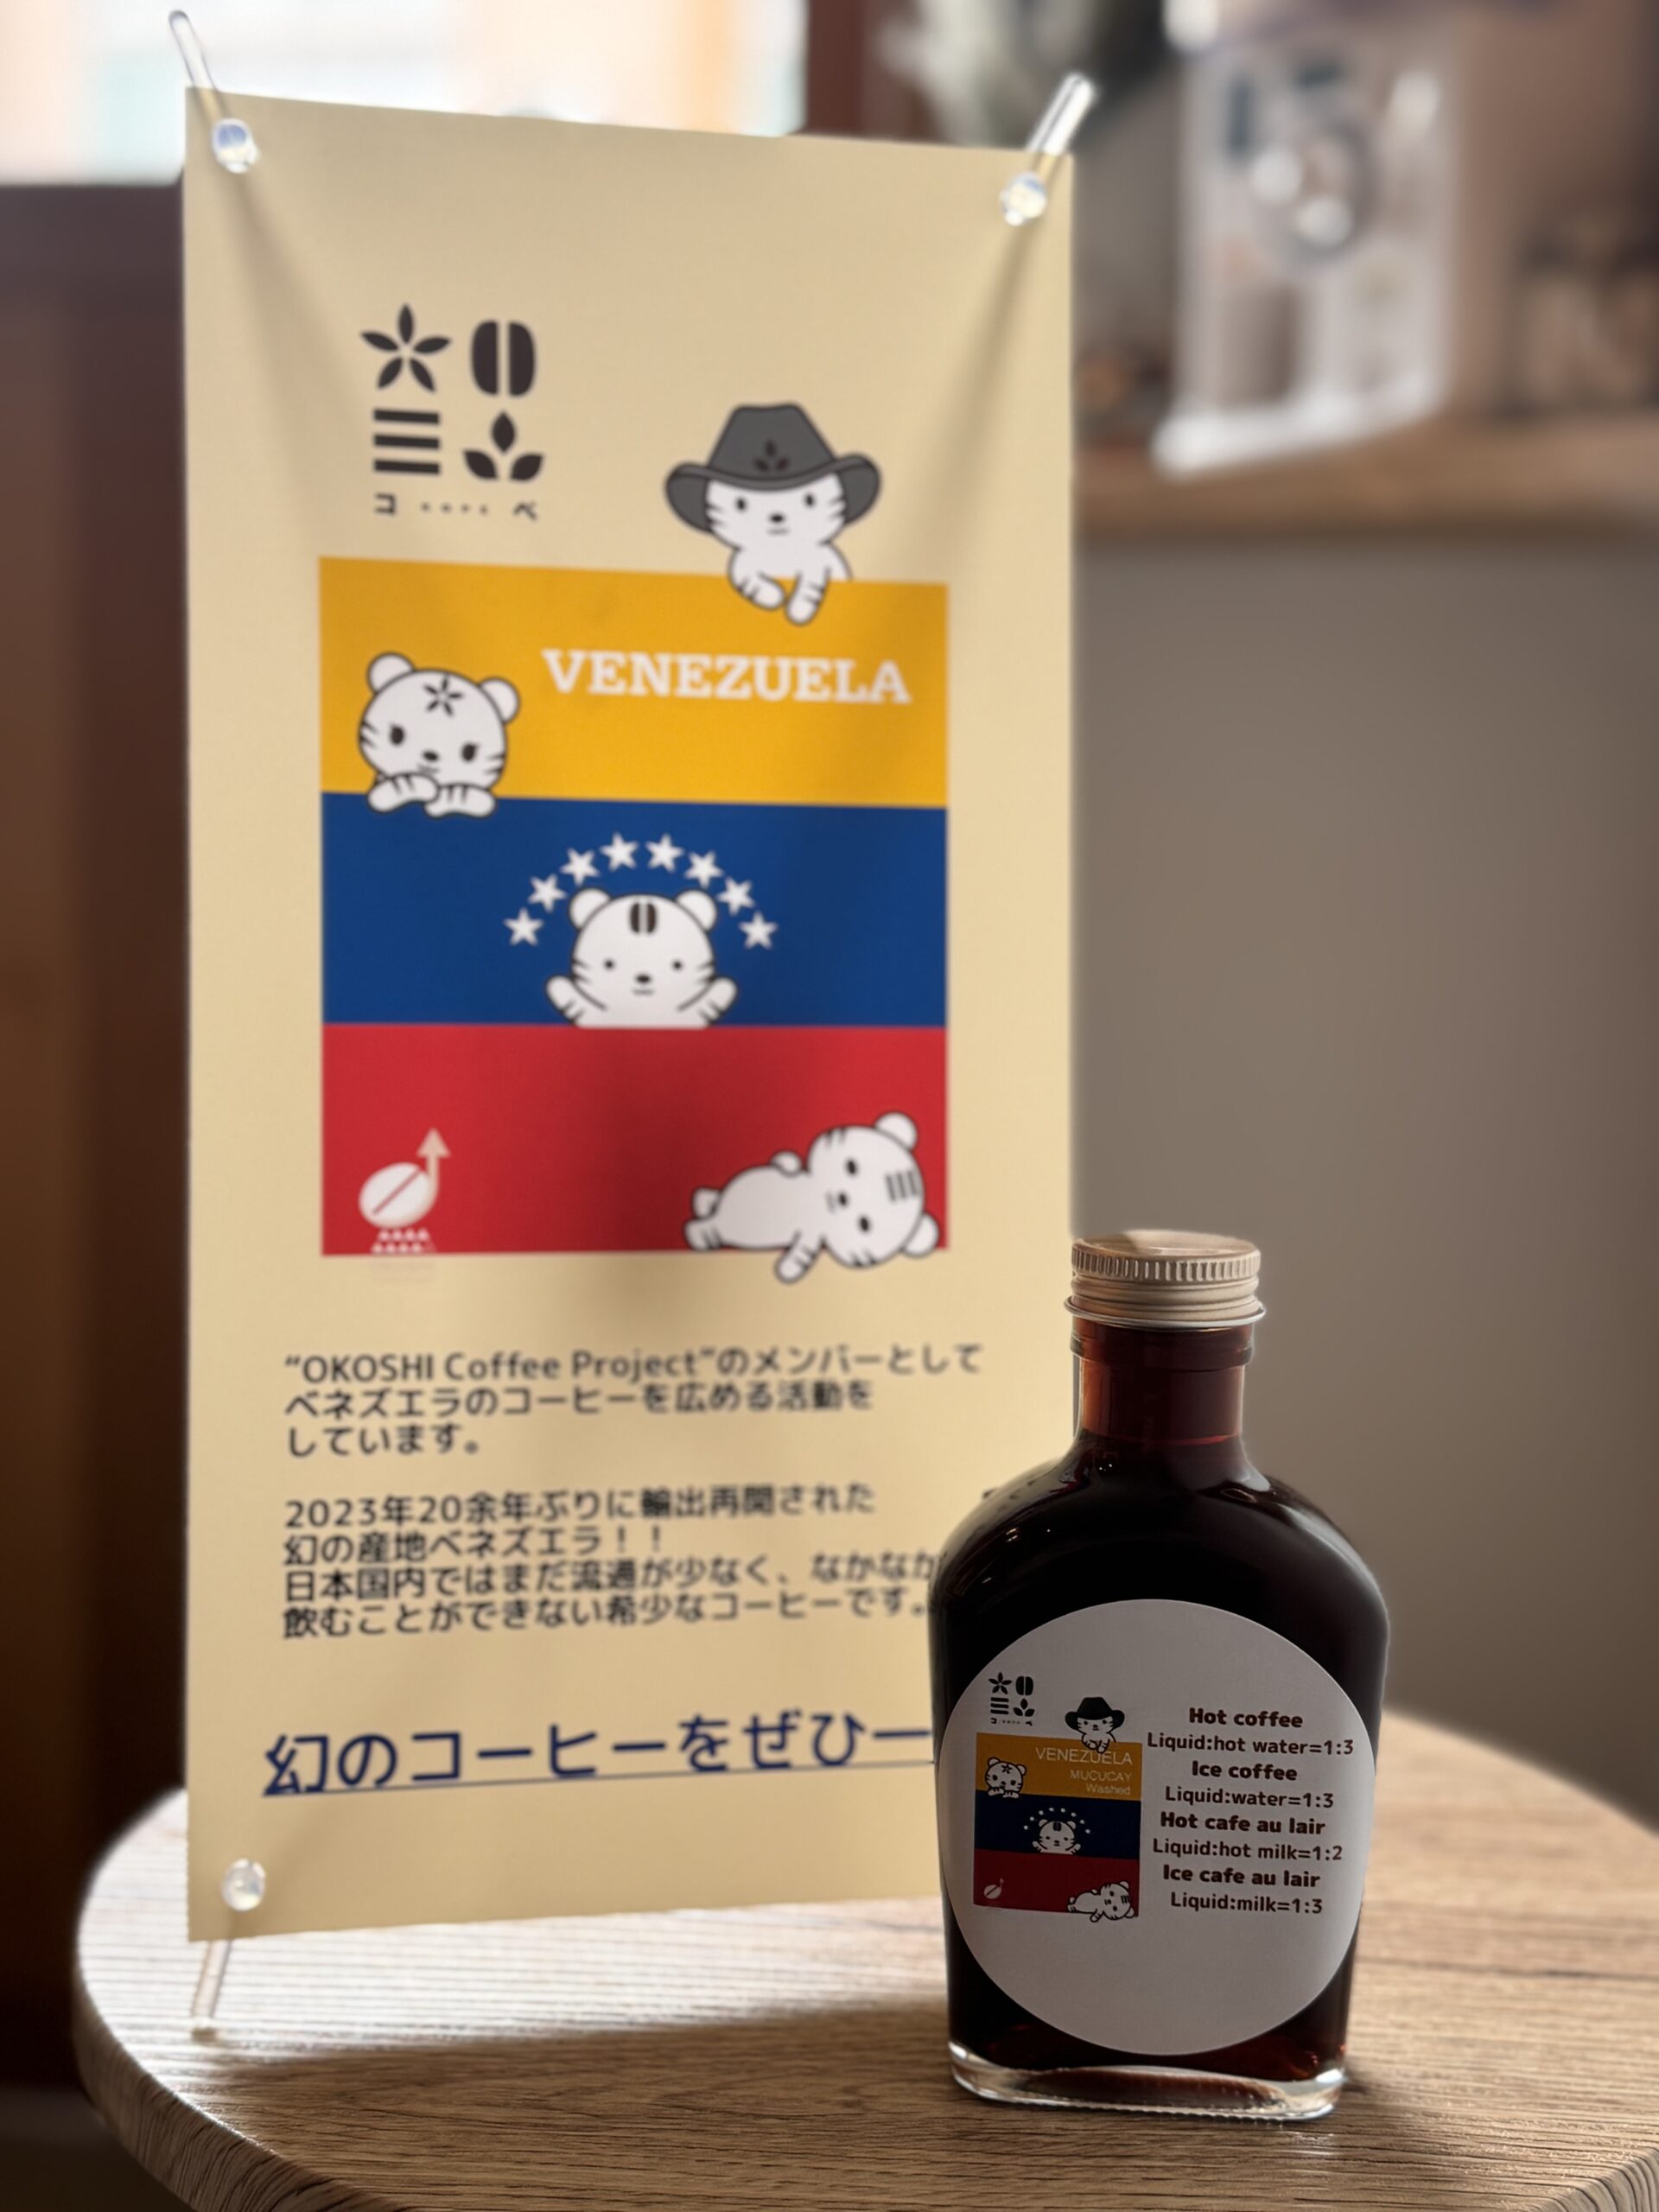 コ KOPE ペ
VENEZUELA
“OKOSHI Coffee Project”のメンバーとして
ベネズエラのコーヒーを広める活動を
しています。
2023年20余年ぶりに輸出再開された
幻の産地ベネズエラ！！
日本国内ではまだ流通が少なく、なかなか
飲むことができない希少なコーヒーです。
幻のコーヒーをぜひー
VENEZUELA
MUCUCAY
Washed
Hot coffee
Liquid:hot water=1:3
Ice coffee
Liquid:water=1:3
Hot cafe au lair
Liquid:hot milk=1:2
Ice cafe au lair
Liquid:milk=1:3